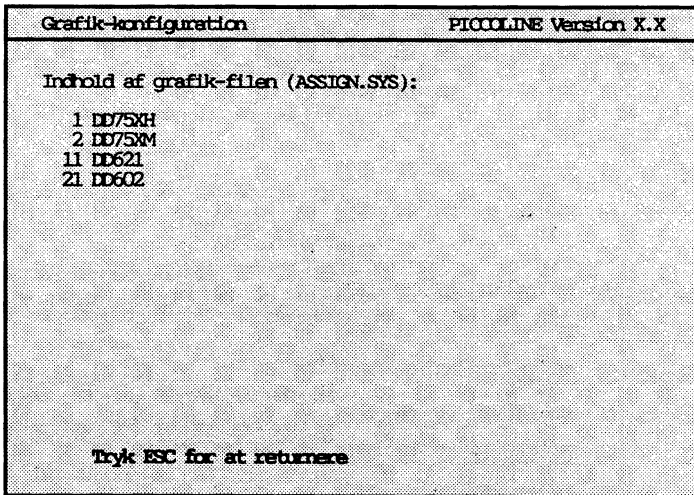 Grafik-konfiguration PICCOLINE Version X.X
Indhold af grafik-filen (ASSIGN.SYS):
1 DD75XH
2 DD75XM
11 DD621
21 DD602
Tryk ESC for at returnere